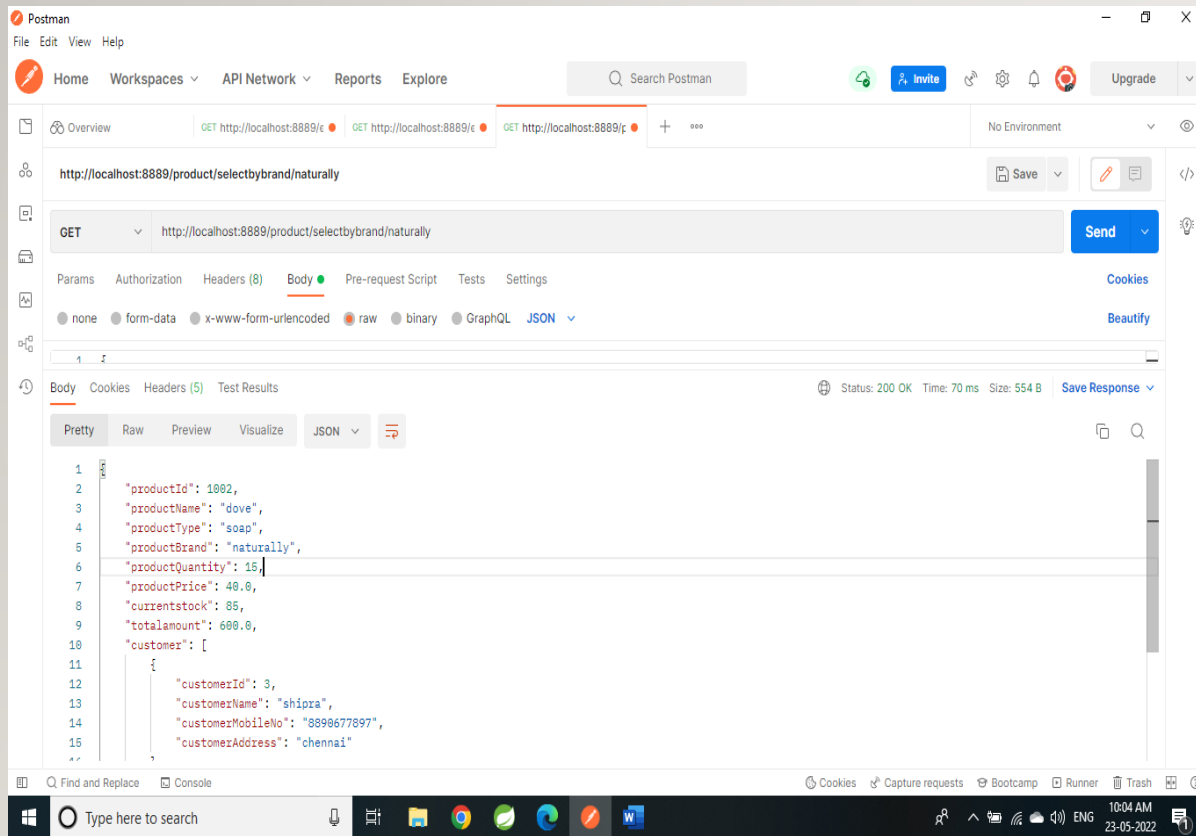 Postman
File Edit View Help
Home Workspaces API Network Reports Explore Search Postman Invite Upgrade
Overview GET http://localhost:8889/e GET http://localhost:8889/e GET http://localhost:8889/p No Environment
http://localhost:8889/product/selectbybrand/naturally Save
GET http://localhost:8889/product/selectbybrand/naturally Send
Params Authorization Headers (8) Body Pre-request Script Tests Settings Cookies
none form-data x-www-form-urlencoded raw binary GraphQL JSON Beautify
1 {
Body Cookies Headers (5) Test Results Status: 200 OK Time: 70 ms Size: 554 B Save Response
Pretty Raw Preview Visualize JSON
1 {
2 "productId": 1002,
3 "productName": "dove",
4 "productType": "soap",
5 "productBrand": "naturally",
6 "productQuantity": 15,
7 "productPrice": 40.0,
8 "currentstock": 85,
9 "totalamount": 600.0,
10 "customer": [
11 {
12 "customerId": 3,
13 "customerName": "shipra",
14 "customerMobileNo": "8890677897",
15 "customerAddress": "chennai"
Find and Replace Console Cookies Capture requests Bootcamp Runner Trash
Type here to search ENG 10:04 AM
23-05-2022 1